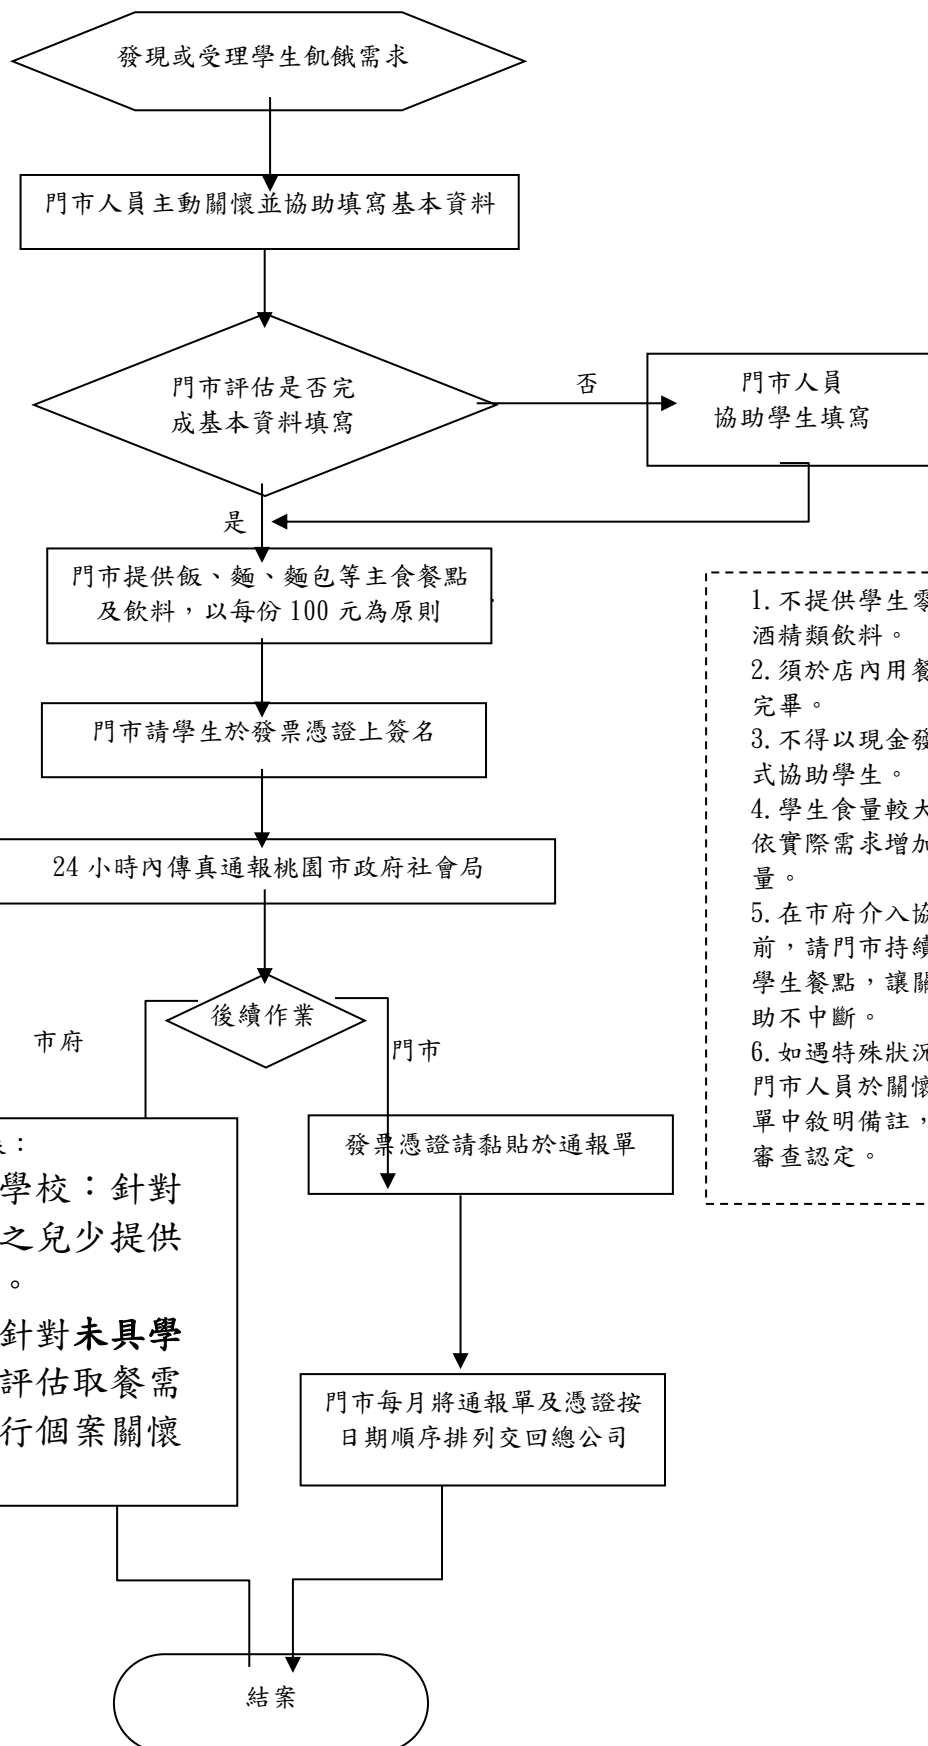 發現或受理學生飢餓需求
門市人員主動關懷並協助填寫基本資料
門市評估是否完
成基本資料填寫
否
門市人員
協助學生填寫
是
門市提供飯、麵、麵包等主食餐點
及飲料，以每份 100 元為原則
門市請學生於發票憑證上簽名
24 小時內傳真通報桃園市政府社會局
後續作業
市府
門市
：
學校：針對
之兒少提供
。
針對未具學
評估取餐需
行個案關懷
發票憑證請黏貼於通報單
門市每月將通報單及憑證按
日期順序排列交回總公司
結案
1.不提供學生零
酒精類飲料。
2.須於店內用餐
完畢。
3.不得以現金發
式協助學生。
4.學生食量較大
依實際需求增加
量。
5.在市府介入協
前，請門市持續
學生餐點，讓關
助不中斷。
6.如遇特殊狀況
門市人員於關懷
單中敘明備註，
審查認定。